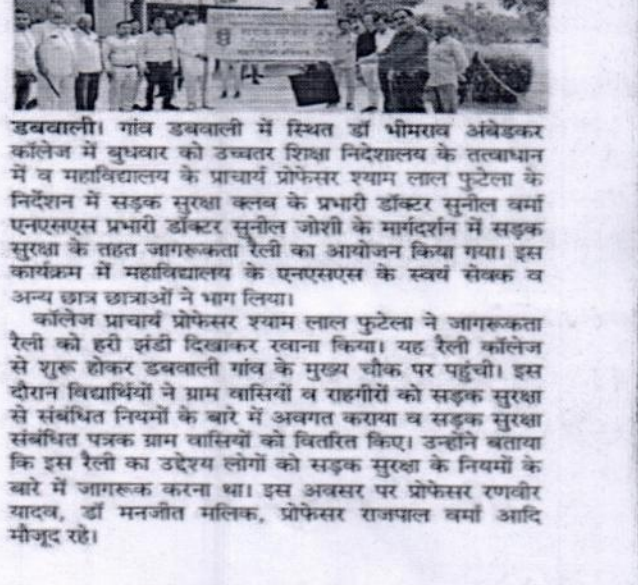 डबवाली। गांव डबवाली में स्थित डॉ भीमराव अंबेडकर
कॉलेज में बुधवार को उच्चतर शिक्षा निदेशालय के तत्वाधान
में व महाविद्यालय के प्राचार्य प्रोफेसर श्याम लाल फुटेला के
निर्देशन में सड़क सुरक्षा क्लब के प्रभारी डॉक्टर सुनील वर्मा
एनएसएस प्रभारी डॉक्टर सुनील जोशी के मार्गदर्शन में सड़क
सुरक्षा के तहत जागरूकता रैली का आयोजन किया गया। इस
कार्यक्रम में महाविद्यालय के एनएसएस के स्वयं सेवक व
अन्य छात्र छात्राओं ने भाग लिया।
कॉलेज प्राचार्य प्रोफेसर श्याम लाल फुटेला ने जागरूकता
रैली को हरी झंडी दिखाकर रवाना किया। यह रैली कॉलेज
से शुरू होकर डबवाली गांव के मुख्य चौक पर पहुंची। इस
दौरान विद्यार्थियों ने ग्राम वासियों व राहगीरों को सड़क सुरक्षा
से संबंधित नियमों के बारे में अवगत कराया व सड़क सुरक्षा
संबंधित पत्रक ग्राम वासियों को वितरित किए। उन्होंने बताया
कि इस रैली का उद्देश्य लोगों को सड़क सुरक्षा के नियमों के
बारे में जागरूक करना था। इस अवसर पर प्रोफेसर रणवीर
यादव, डॉ मनजीत मलिक, प्रोफेसर राजपाल वर्मा आदि
मौजूद रहे।